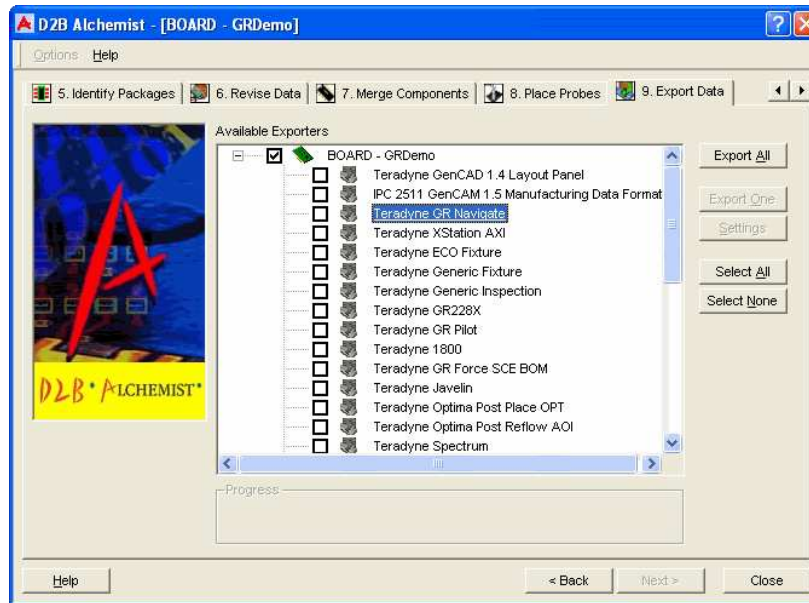 D2B Alchemist - [BOARD - GRDemo]
Options Help
5. Identify Packages 6. Revise Data 7. Merge Components 8. Place Probes 9. Export Data
Available Exporters
BOARD - GRDemo
Teradyne GenCAD 1.4 Layout Panel
IPC 2511 GenCAM 1.5 Manufacturing Data Format
Teradyne GR Navigate
Teradyne XStation AXI
Teradyne ECO Fixture
Teradyne Generic Fixture
Teradyne Generic Inspection
Teradyne GR228X
Teradyne GR Pilot
Teradyne 1800
Teradyne GR Force SCE BOM
Teradyne Javelin
Teradyne Optima Post Place OPT
Teradyne Optima Post Reflow AOI
Teradyne Spectrum
Export All
Export One
Settings
Select All
Select None
D2B • ALCHEMIST•
Progress
Help
< Back Next > Close